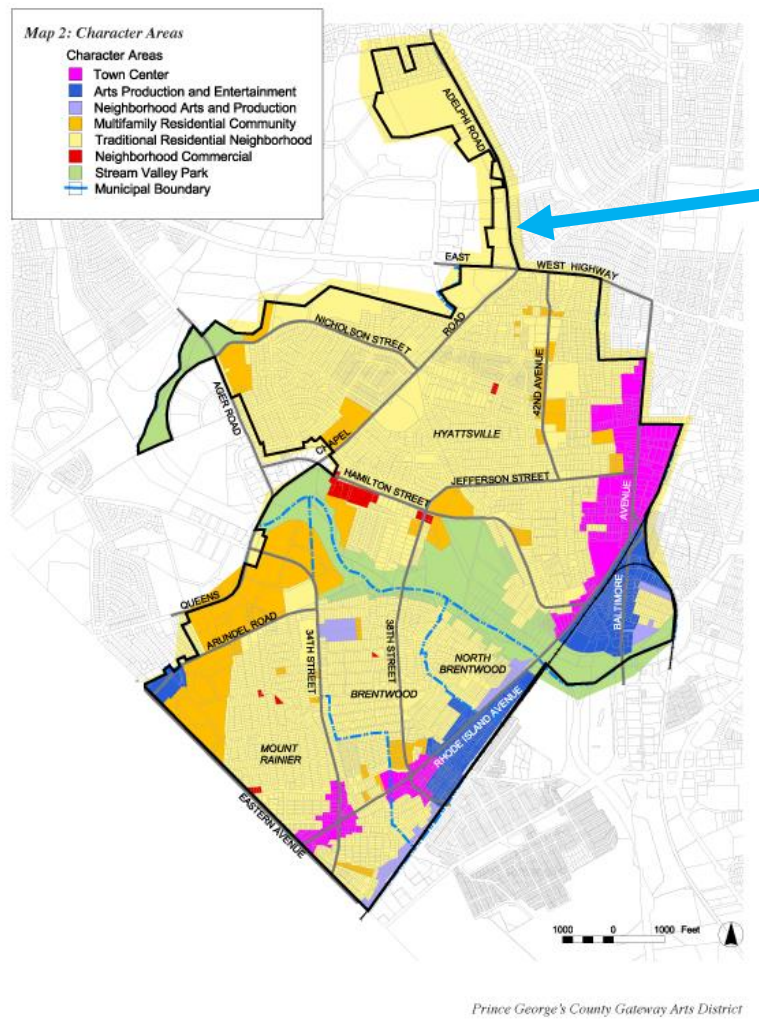 Map 2: Character Areas
Character Areas
Town Center
Arts Production and Entertainment
Neighborhood Arts and Production
Multifamily Residential Community
Traditional Residential Neighborhood
Neighborhood Commercial
Stream Valley Park
Municipal Boundary
ADELPHI ROAD
EAST
WEST HIGHWAY
NICHOLSON STREET
ROAD
42ND AVENUE
AGER ROAD
CHAPEL
HYATTSVILLE
HAMILTON STREET
JEFFERSON STREET
AVENUE
QUEENS
BALTIMORE
ARUNDEL ROAD
34TH STREET
38TH STREET
NORTH
BRENTWOOD
BRENTWOOD
RHODE ISLAND AVENUE
MOUNT
RAINIER
EASTERN AVENUE
1000 0 1000 Feet
Prince George's County Gateway Arts District